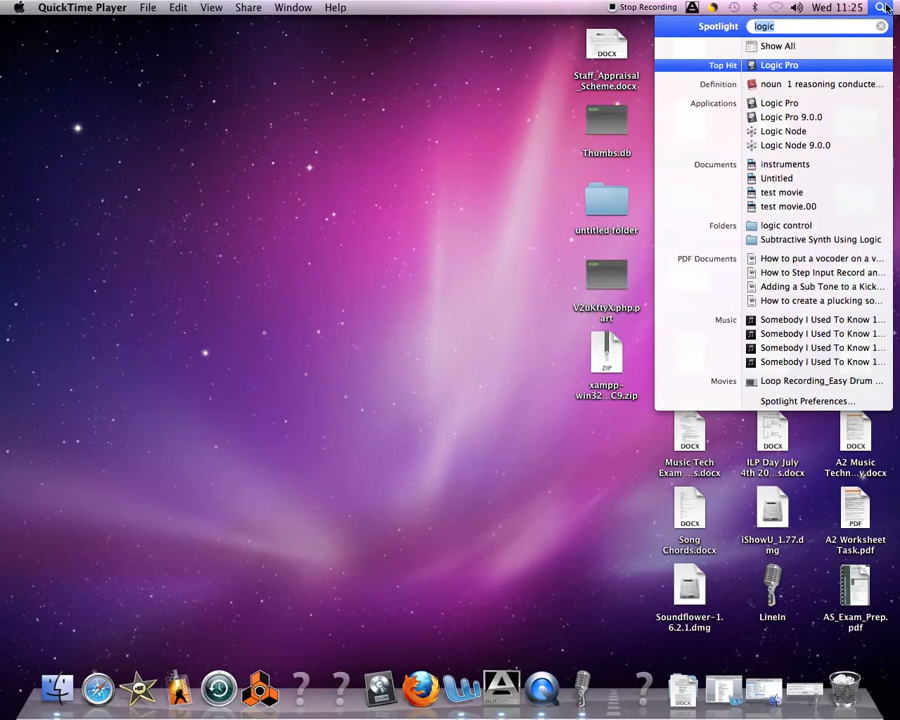 QuickTime Player File Edit View Share Window Help
Stop Recording
Wed 11:25
Spotlight logic
Show All
Top Hit Logic Pro
Definition noun 1 reasoning conducte...
Applications Logic Pro
Logic Pro 9.0.0
Logic Node
Logic Node 9.0.0
Documents instruments
Untitled
test movie
test movie.00
Folders logic control
Subtractive Synth Using Logic
PDF Documents How to put a vocoder on a v...
How to Step Input Record an...
Adding a Sub Tone to a Kick...
How to create a plucking so...
Music Somebody I Used To Know 1...
Somebody I Used To Know 1...
Somebody I Used To Know 1...
Somebody I Used To Know 1...
Movies Loop Recording_Easy Drum ...
Spotlight Preferences...
DOCX
Staff_Appraisal
_Scheme.docx
Thumbs.db
untitled folder
V2uKftyX.php.p
art
ZIP
xampp-
win32...C9.zip
DOCX DOCX DOCX
Music Tech
Exam ...s.docx
ILP Day July
4th 20...s.docx
A2 Music
Techn...y.docx
DOCX
Song
Chords.docx
iShowU_1.77.d
mg
PDF
A2 Worksheet
Task.pdf
Soundflower-1.
6.2.1.dmg
LineIn
AS_Exam_Prep.
pdf
DOCX